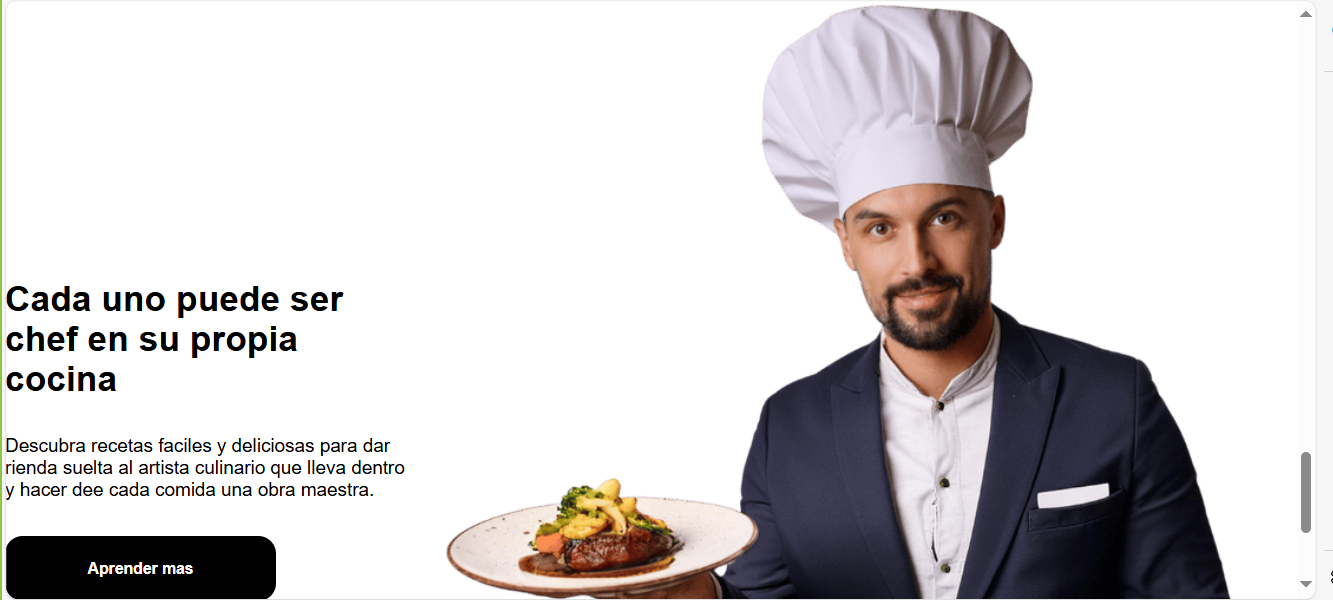 Cada uno puede ser
chef en su propia
cocina
Descubra recetas faciles y deliciosas para dar
rienda suelta al artista culinario que lleva dentro
y hacer dee cada comida una obra maestra.
Aprender mas